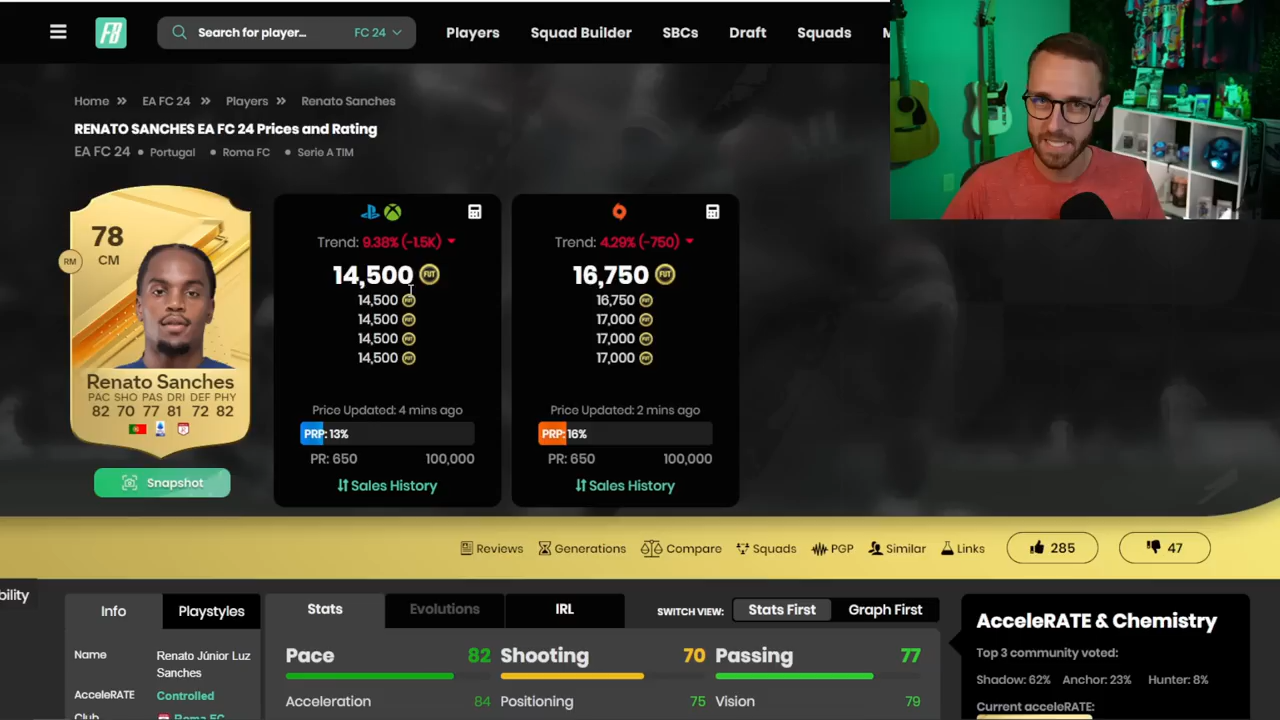 FB
Search for player...
FC 24
Players
Squad Builder
SBCs
Draft
Squads
M
Home » EA FC 24 » Players » Renato Sanches
RENATO SANCHES EA FC 24 Prices and Rating
EA FC 24 • Portugal • Roma FC • Serie A TIM
78
CM
RM
Renato Sanches
PAC SHO PAS DRI DEF PHY
82 70 77 81 72 82
Snapshot
Trend: 9.38% (-1.5K)
14,500 FUT
14,500
14,500
14,500
14,500
Price Updated: 4 mins ago
PRP: 13%
PR: 650 100,000
Sales History
Trend: 4.29% (-750)
16,750 FUT
16,750
17,000
17,000
17,000
Price Updated: 2 mins ago
PRP: 16%
PR: 650 100,000
Sales History
Reviews
Generations
Compare
Squads
PGP
Similar
Links
285
47
bility
Info
Playstyles
Name Renato Júnior Luz
Sanches
AcceleRATE Controlled
Club Roma FC
Stats
Evolutions
IRL
SWITCH VIEW:
Stats First
Graph First
Pace 82
Shooting 70
Passing 77
Acceleration 84
Positioning 75
Vision 79
AcceleRATE & Chemistry
Top 3 community voted:
Shadow: 62% Anchor: 23% Hunter: 8%
Current acceleRATE: